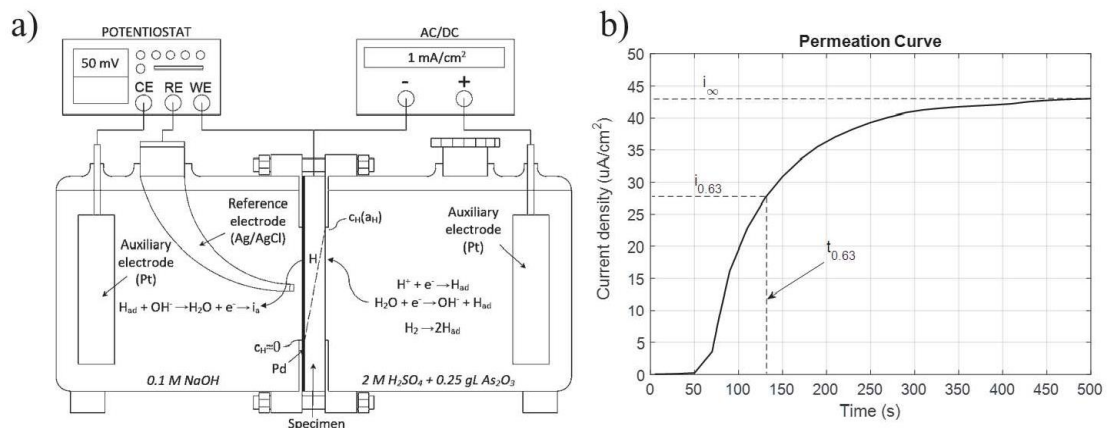 a)
POTENTIOSTAT
50 mV
CE RE WE
AC/DC
1 mA/cm²
- +
Reference
electrode
(Ag/AgCl)
Auxiliary
electrode
(Pt)
H_ad + OH⁻→H₂O + e⁻→i_a
c_H≈0
Pd
0.1 M NaOH
H
c_H(a_H)
Auxiliary
electrode
(Pt)
H⁺ + e⁻→H_ad
H₂O + e⁻→OH⁻ + H_ad
H₂→2H_ad
2 M H₂SO₄ + 0.25 gL As₂O₃
Specimen
b)
Permeation Curve
Current density (uA/cm²)
50
45
40
35
30
25
20
15
10
5
0
i_∞
i_0.63
t_0.63
0 50 100 150 200 250 300 350 400 450 500
Time (s)